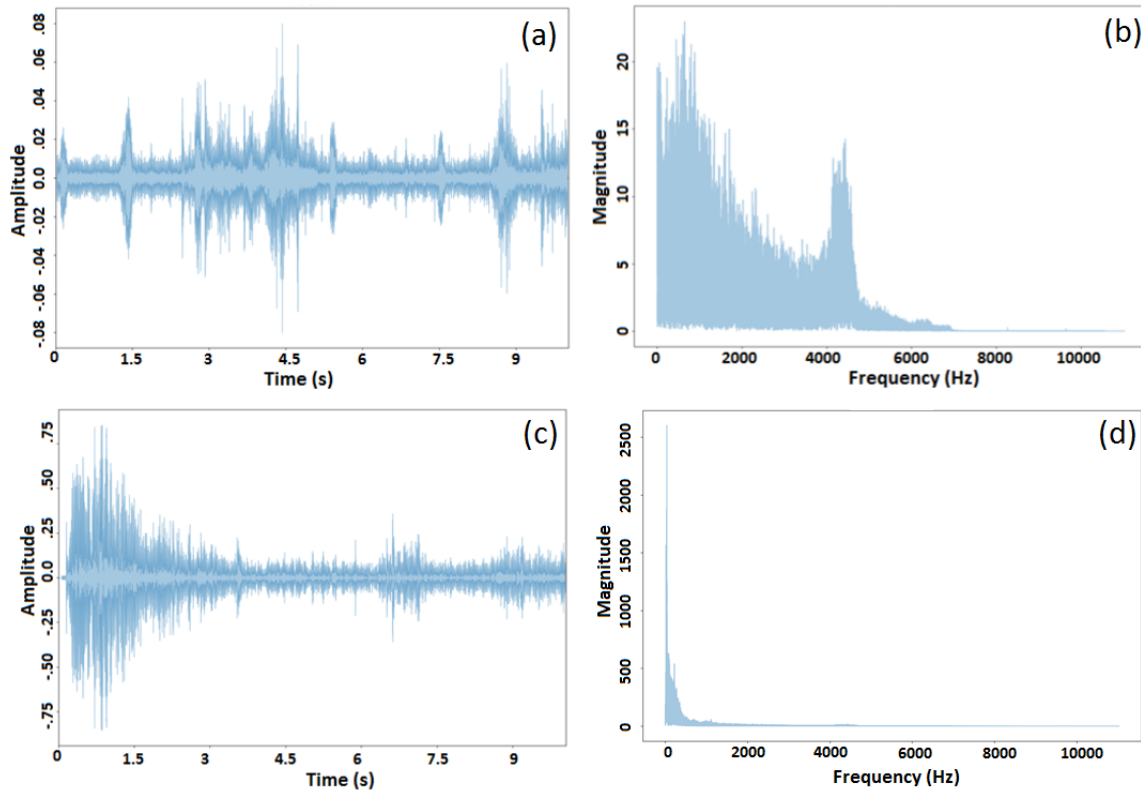 (a)
Amplitude
.08
.06
.04
.02
0.0
-.02
-.04
-.06
-.08
0 1.5 3 4.5 6 7.5 9
Time (s)
(b)
Magnitude
20
15
10
5
0
0 2000 4000 6000 8000 10000
Frequency (Hz)
(c)
Amplitude
.75
.50
.25
0.0
-.25
-.50
-.75
0 1.5 3 4.5 6 7.5 9
Time (s)
(d)
Magnitude
2500
2000
1500
1000
500
0
0 2000 4000 6000 8000 10000
Frequency (Hz)